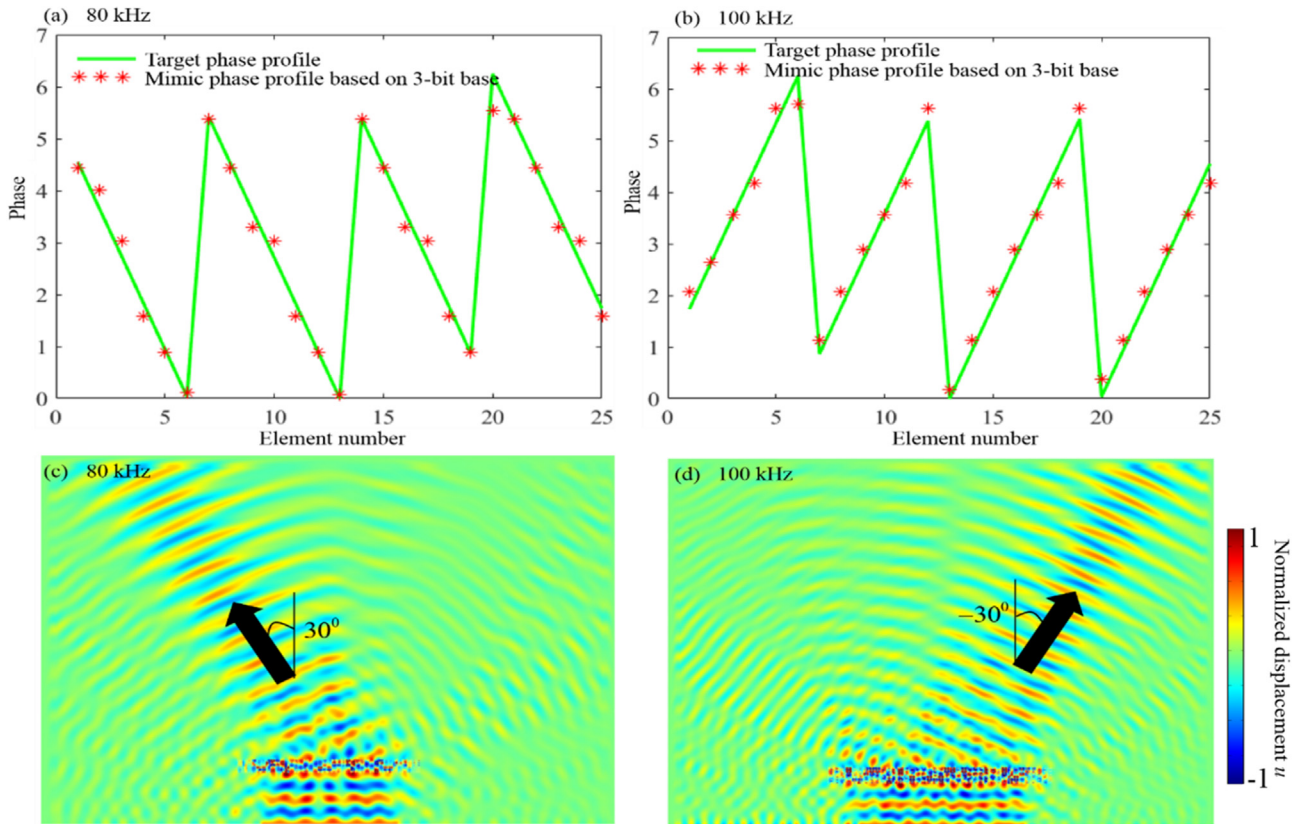 (a) 80 kHz
7
6
5
4
3
2
1
0
Phase
Target phase profile
Mimic phase profile based on 3-bit base
0 5 10 15 20 25
Element number
(b) 100 kHz
7
6
5
4
3
2
1
0
Phase
Target phase profile
Mimic phase profile based on 3-bit base
5 10 15 20 25
Element number
(c) 80 kHz
30⁰
(d) 100 kHz
−30⁰
1
-1
Normalized displacement u